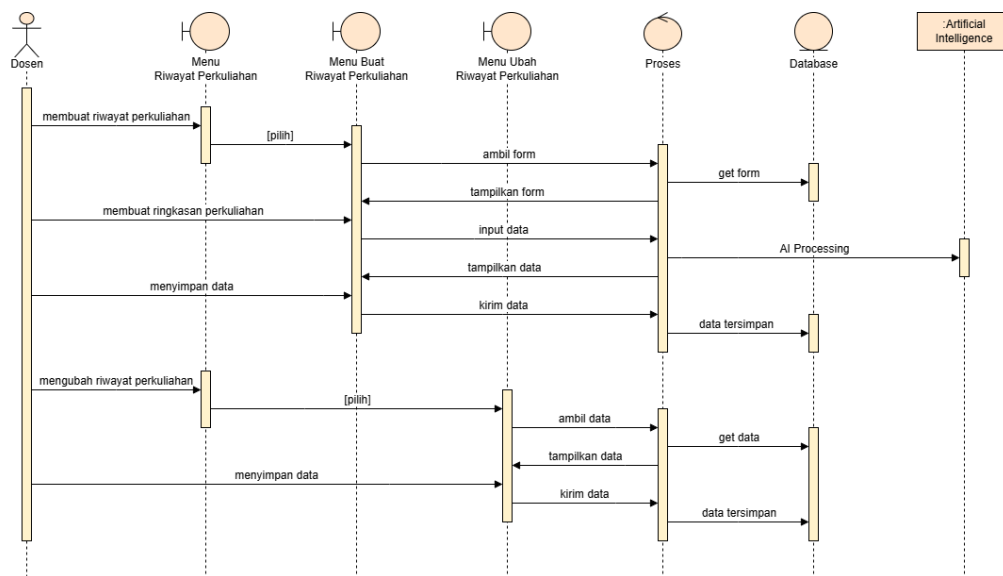 :Artificial
Intelligence
Dosen
Menu
Riwayat Perkuliahan
Menu Buat
Riwayat Perkuliahan
Menu Ubah
Riwayat Perkuliahan
Proses
Database
membuat riwayat perkuliahan
[pilih]
ambil form
get form
tampilkan form
membuat ringkasan perkuliahan
input data
AI Processing
tampilkan data
menyimpan data
kirim data
data tersimpan
mengubah riwayat perkuliahan
[pilih]
ambil data
get data
tampilkan data
menyimpan data
kirim data
data tersimpan